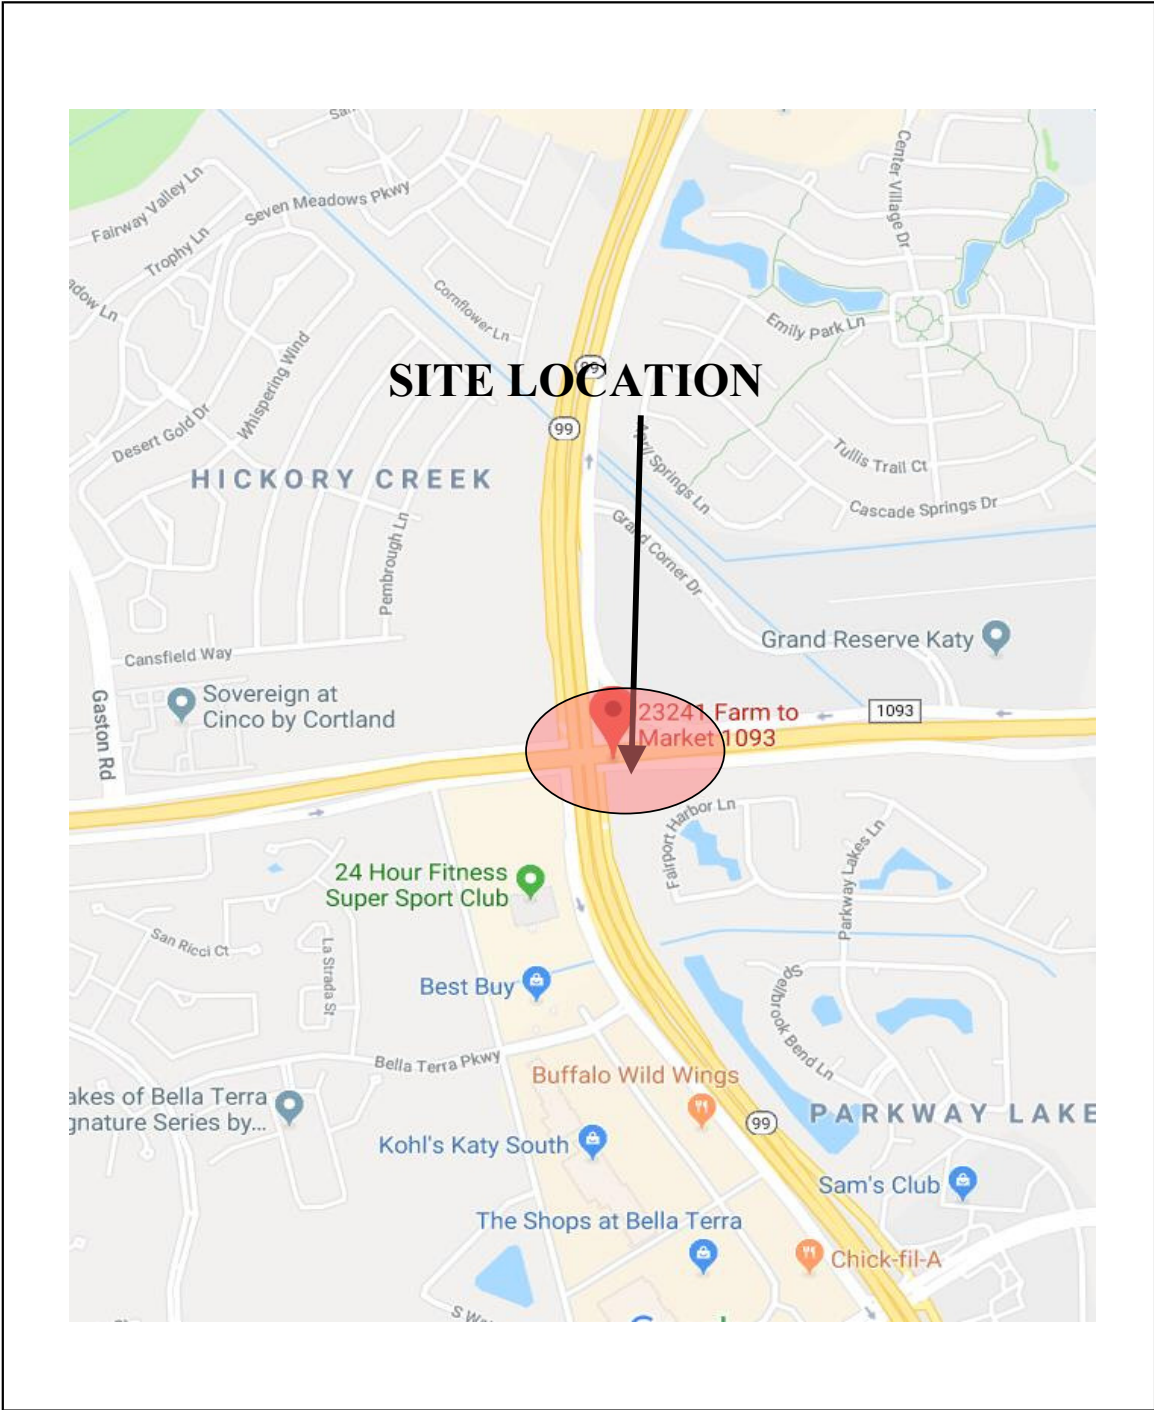 Seven Meadows Pkwy
Fairway Valley Ln
Trophy Ln
Center Village Dr
Cornflower Ln
Emily Park Ln
Whispering Wind
99
SITE LOCATION
Desert Gold Dr
99
April Springs Ln
Tullis Trail Ct
HICKORY CREEK
Cascade Springs Dr
Grand Corner Dr
Pembrough Ln
Grand Reserve Katy
Cansfield Way
Gaston Rd
Sovereign at
Cinco by Cortland
23241 Farm to
Market 1093
1093
Fairport Harbor Ln
Parkway Lakes Ln
24 Hour Fitness
Super Sport Club
San Ricci Ct
La Strada St
Best Buy
Spellbrook Bend Ln
Bella Terra Pkwy
Buffalo Wild Wings
akes of Bella Terra
gnature Series by...
PARKWAY LAKE
99
Kohl's Katy South
Sam's Club
The Shops at Bella Terra
Chick-fil-A